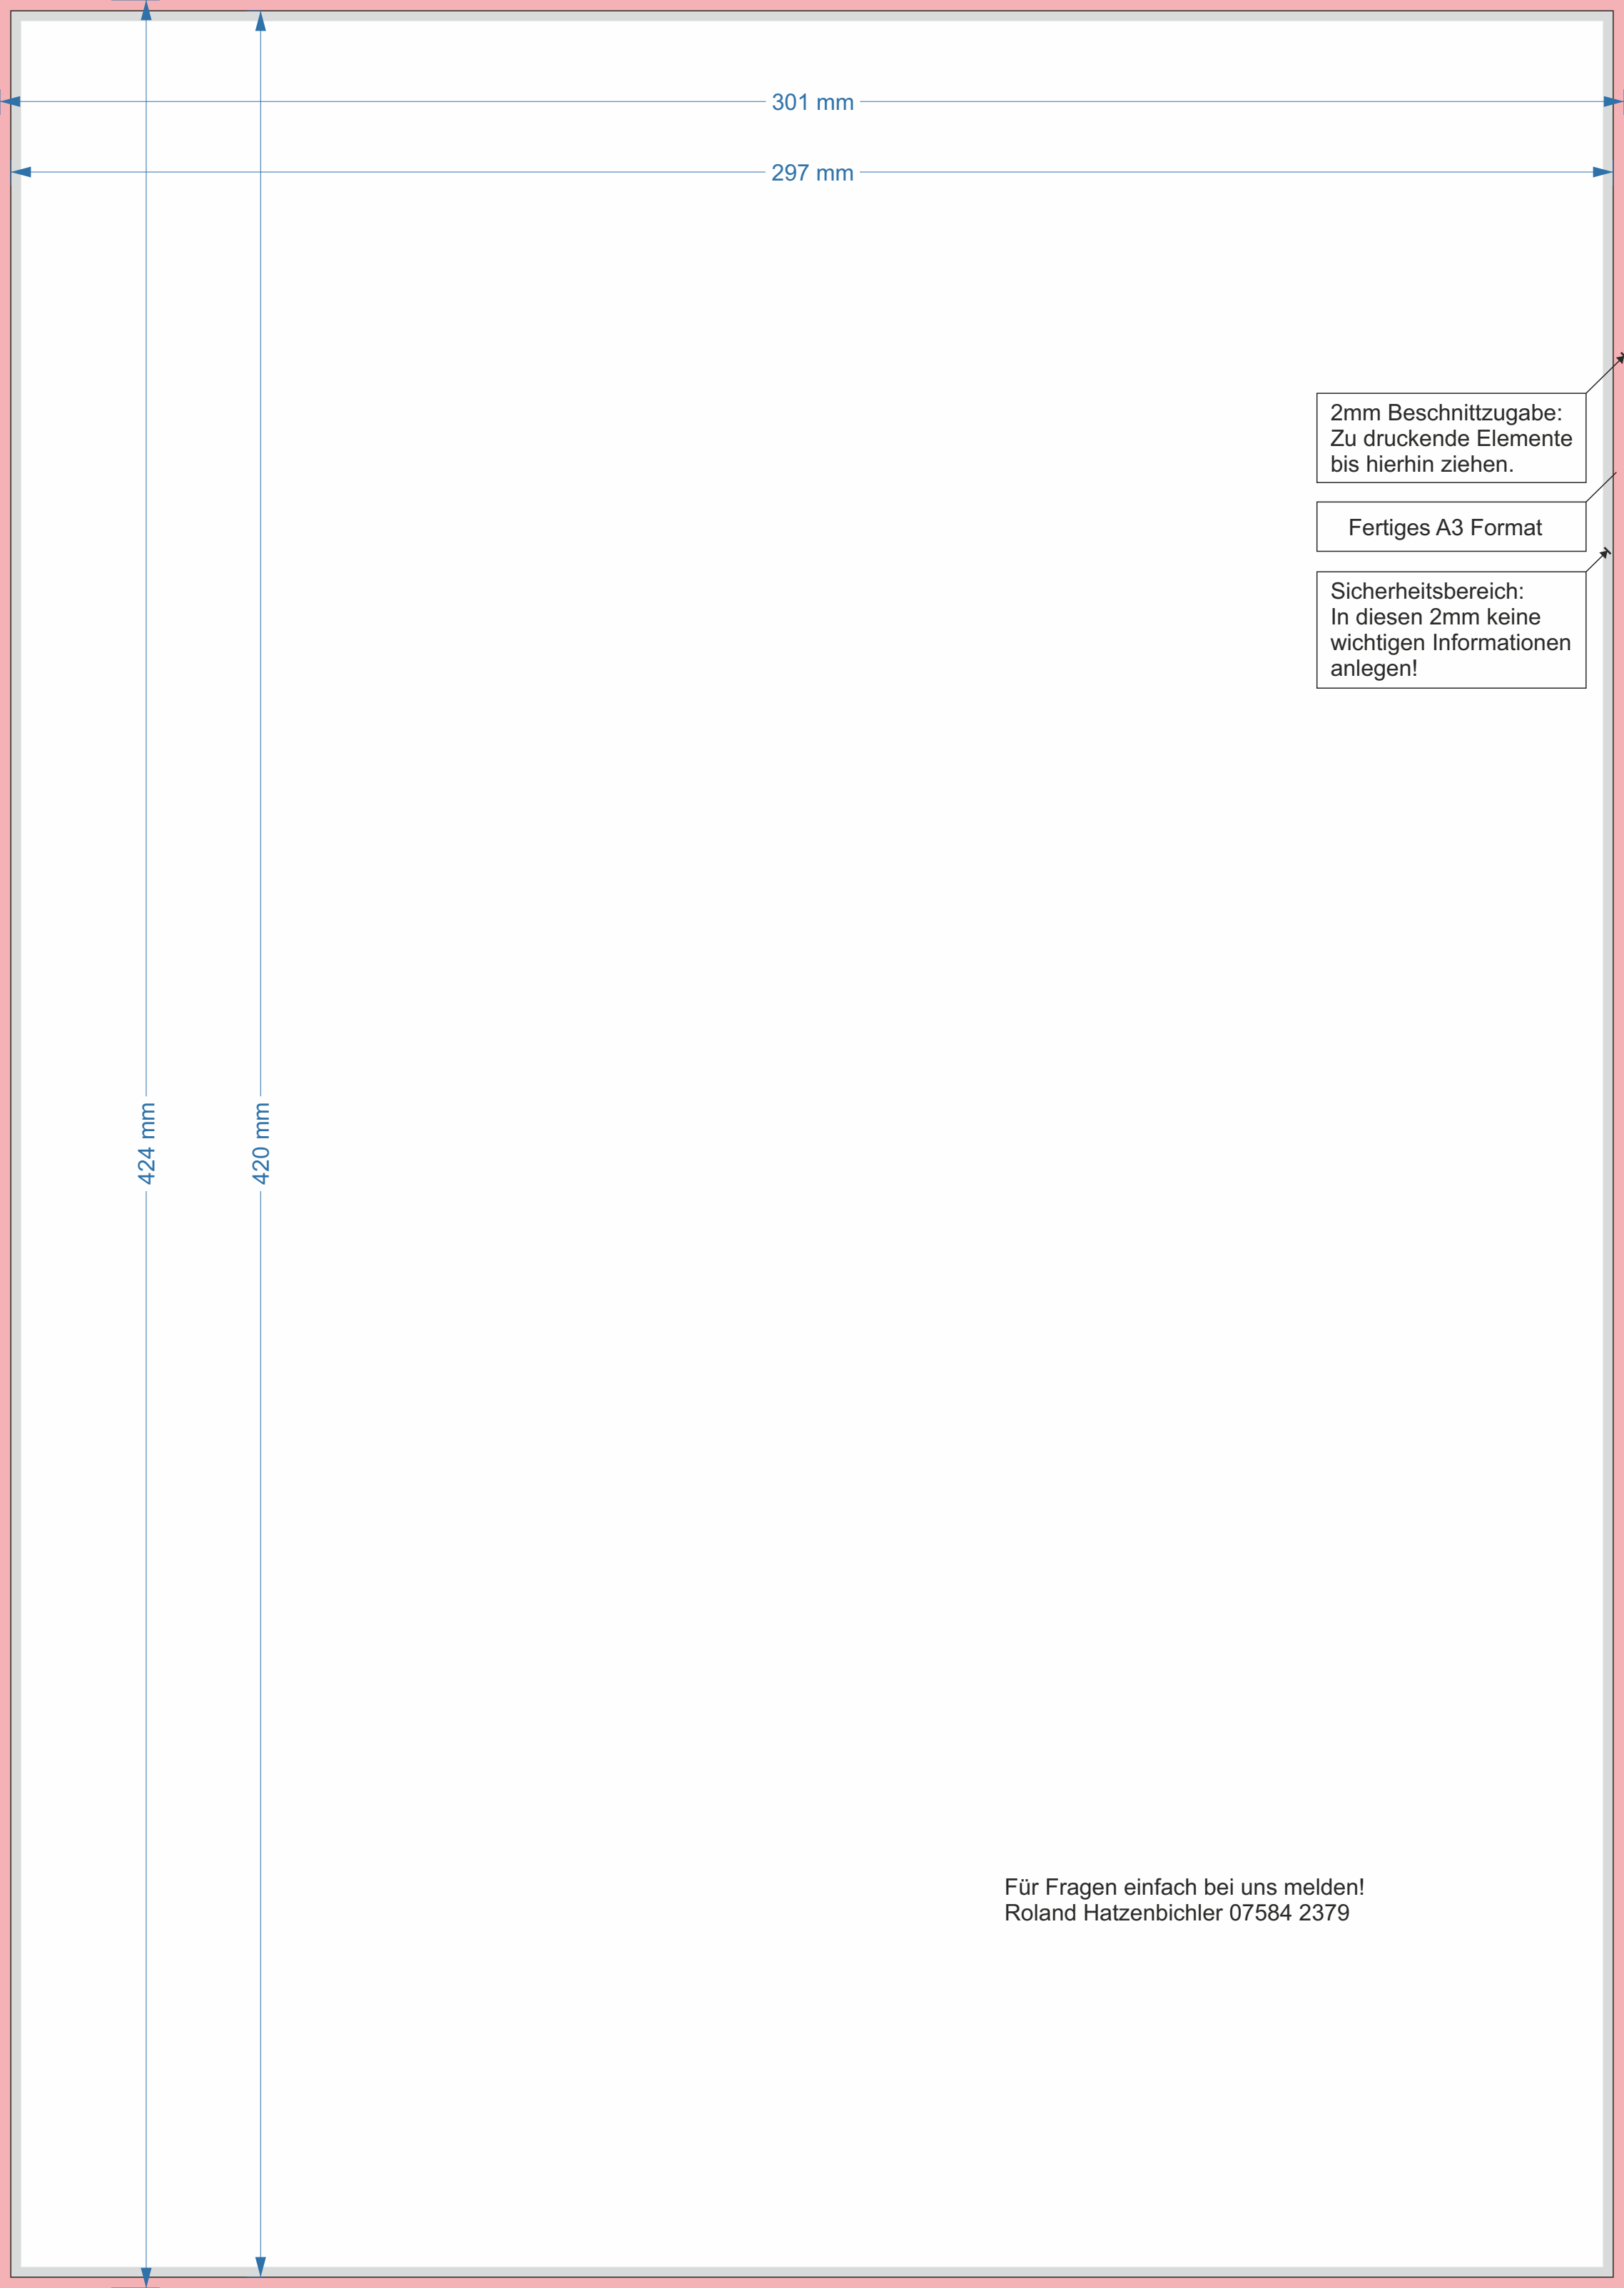 301 mm
297 mm
2mm Beschnittzugabe:
Zu druckende Elemente
bis hierhin ziehen.
Fertiges A3 Format
Sicherheitsbereich:
In diesen 2mm keine
wichtigen Informationen
anlegen!
424 mm
420 mm
Für Fragen einfach bei uns melden!
Roland Hatzenbichler 07584 2379